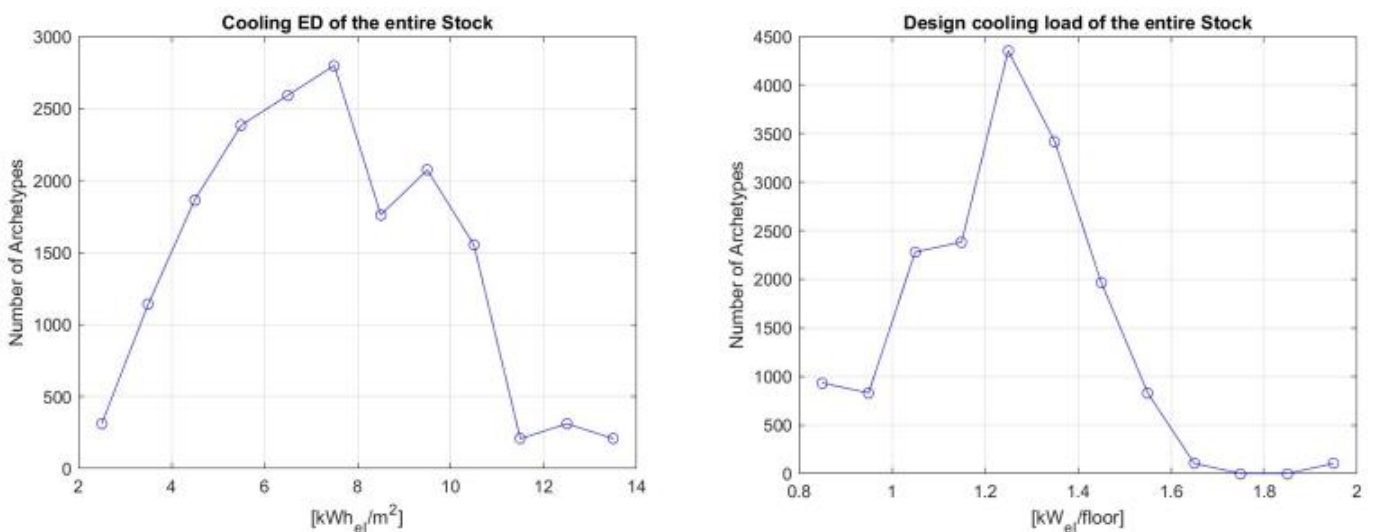 Cooling ED of the entire Stock
3000
2500
2000
1500
1000
500
0
Number of Archetypes
2 4 6 8 10 12 14
[kWh_el/m²]
Design cooling load of the entire Stock
4500
4000
3500
3000
2500
2000
1500
1000
500
0
Number of Archetypes
0.8 1 1.2 1.4 1.6 1.8 2
[kW_el/floor]